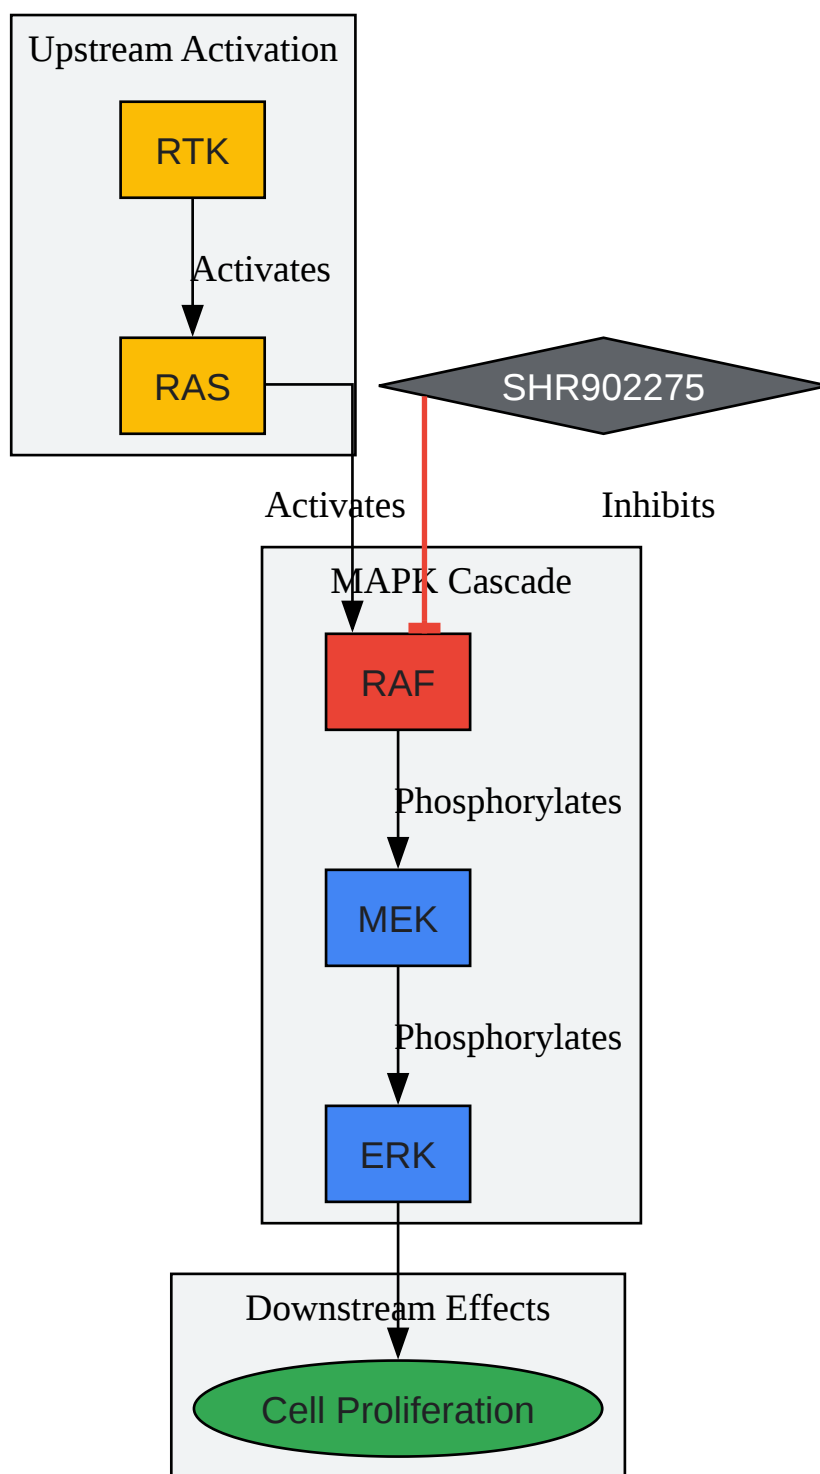 Upstream Activation
RTK
Activates
RAS
SHR902275
Activates
Inhibits
MAPK Cascade
RAF
Phosphorylates
MEK
Phosphorylates
ERK
Downstream Effects
Cell Proliferation